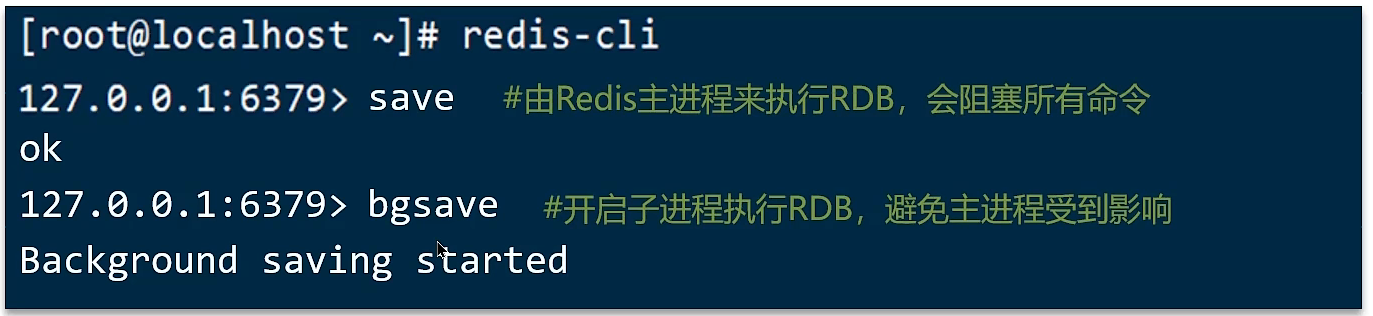 [root@localhost ~]# redis-cli
127.0.0.1:6379> save #由Redis主进程来执行RDB，会阻塞所有命令
ok
127.0.0.1:6379> bgsave #开启子进程执行RDB，避免主进程受到影响
Background saving started